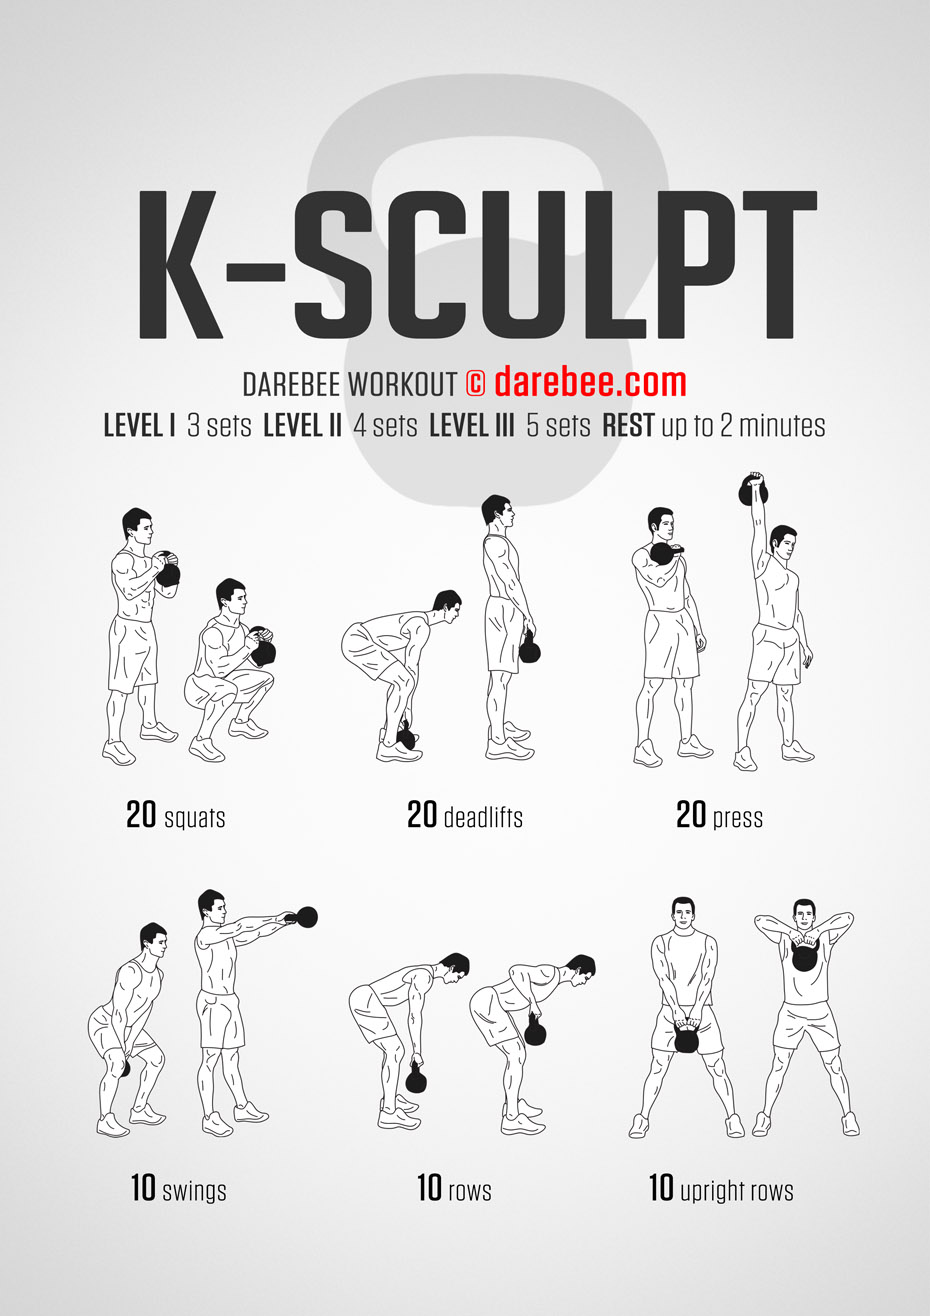 K-SCULPT
DAREBEE WORKOUT © darebee.com
LEVEL I 3 sets LEVEL II 4 sets LEVEL III 5 sets REST up to 2 minutes
20 squats
20 deadlifts
20 press
10 swings
10 rows
10 upright rows